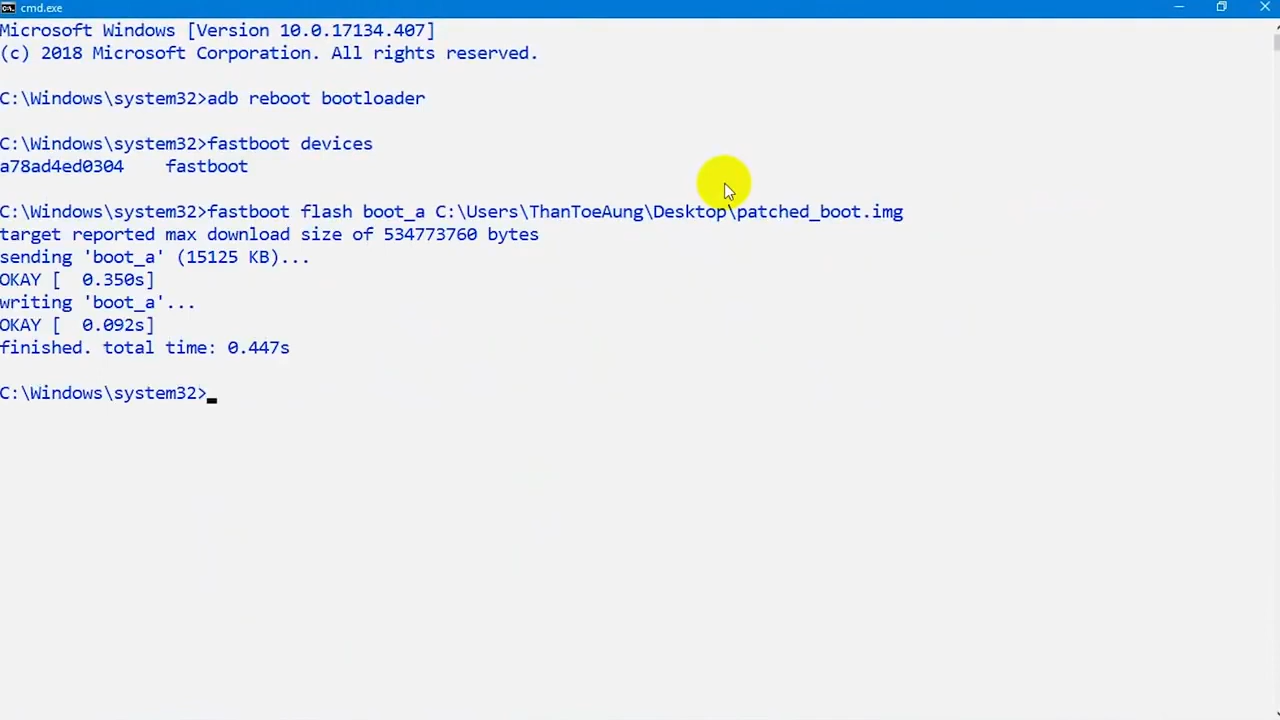 cmd.exe
Microsoft Windows [Version 10.0.17134.407]
(c) 2018 Microsoft Corporation. All rights reserved.
C:\Windows\system32>adb reboot bootloader
C:\Windows\system32>fastboot devices
a78ad4ed0304    fastboot
C:\Windows\system32>fastboot flash boot_a C:\Users\ThanToeAung\Desktop\patched_boot.img
target reported max download size of 534773760 bytes
sending 'boot_a' (15125 KB)...
OKAY [  0.350s]
writing 'boot_a'...
OKAY [  0.092s]
finished. total time: 0.447s
C:\Windows\system32>